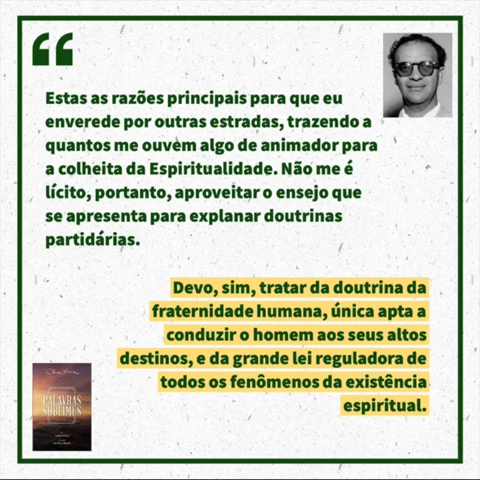 “
Estas as razões principais para que eu
enverede por outras estradas, trazendo a
quantos me ouvem algo de animador para
a colheita da Espiritualidade. Não me é
lícito, portanto, aproveitar o ensejo que
se apresenta para explanar doutrinas
partidárias.
Devo, sim, tratar da doutrina da
fraternidade humana, única apta a
conduzir o homem aos seus altos
destinos, e da grande lei reguladora de
todos os fenômenos da existência
espiritual.
PALAVRAS
SUBLIMES